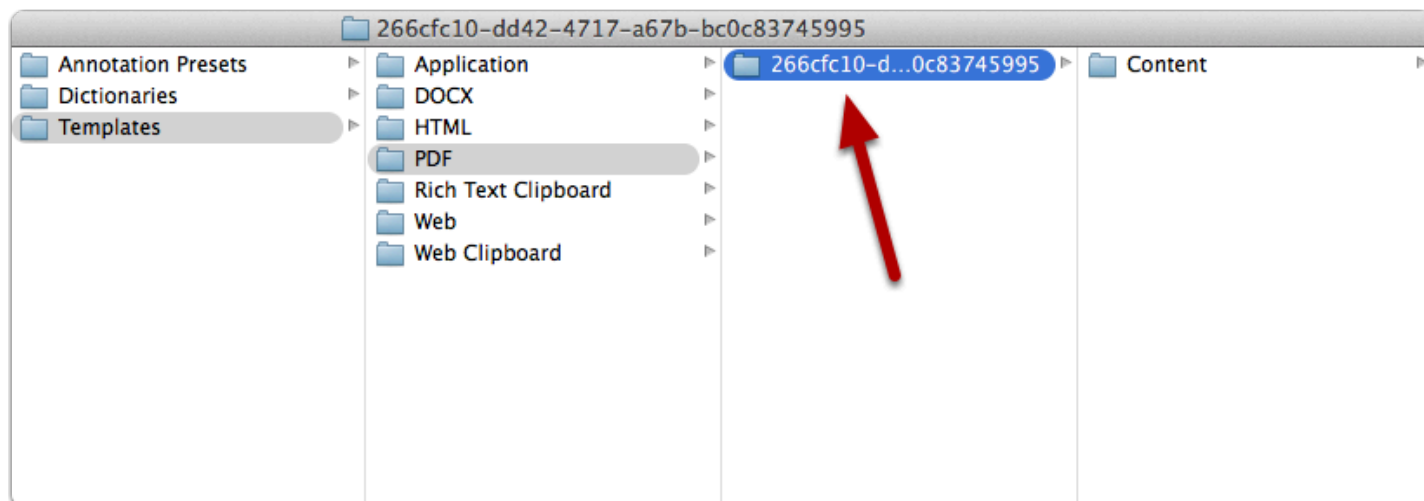 266cfc10-dd42-4717-a67b-bc0c83745995
Annotation Presets
Dictionaries
Templates
Application
DOCX
HTML
PDF
Rich Text Clipboard
Web
Web Clipboard
266cfc10-d...0c83745995
Content